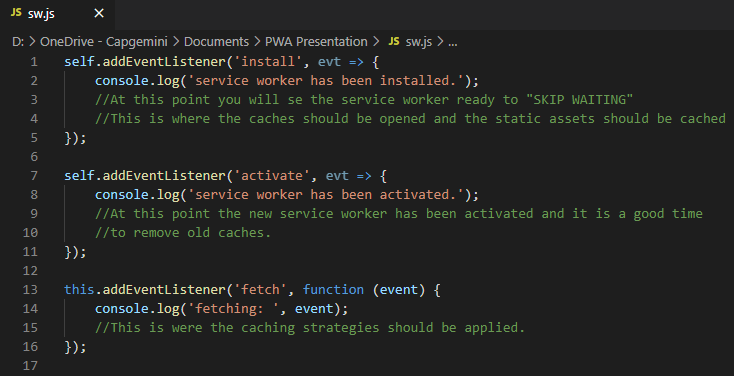 JS sw.js ×
D: > OneDrive - Capgemini > Documents > PWA Presentation > JS sw.js > ...
1 self.addEventListener('install', evt => {
2 console.log('service worker has been installed.');
3 //At this point you will se the service worker ready to "SKIP WAITING"
4 //This is where the caches should be opened and the static assets should be cached
5 });
6
7 self.addEventListener('activate', evt => {
8 console.log('service worker has been activated.');
9 //At this point the new service worker has been activated and it is a good time
10 //to remove old caches.
11 });
12
13 this.addEventListener('fetch', function (event) {
14 console.log('fetching: ', event);
15 //This is were the caching strategies should be applied.
16 });
17